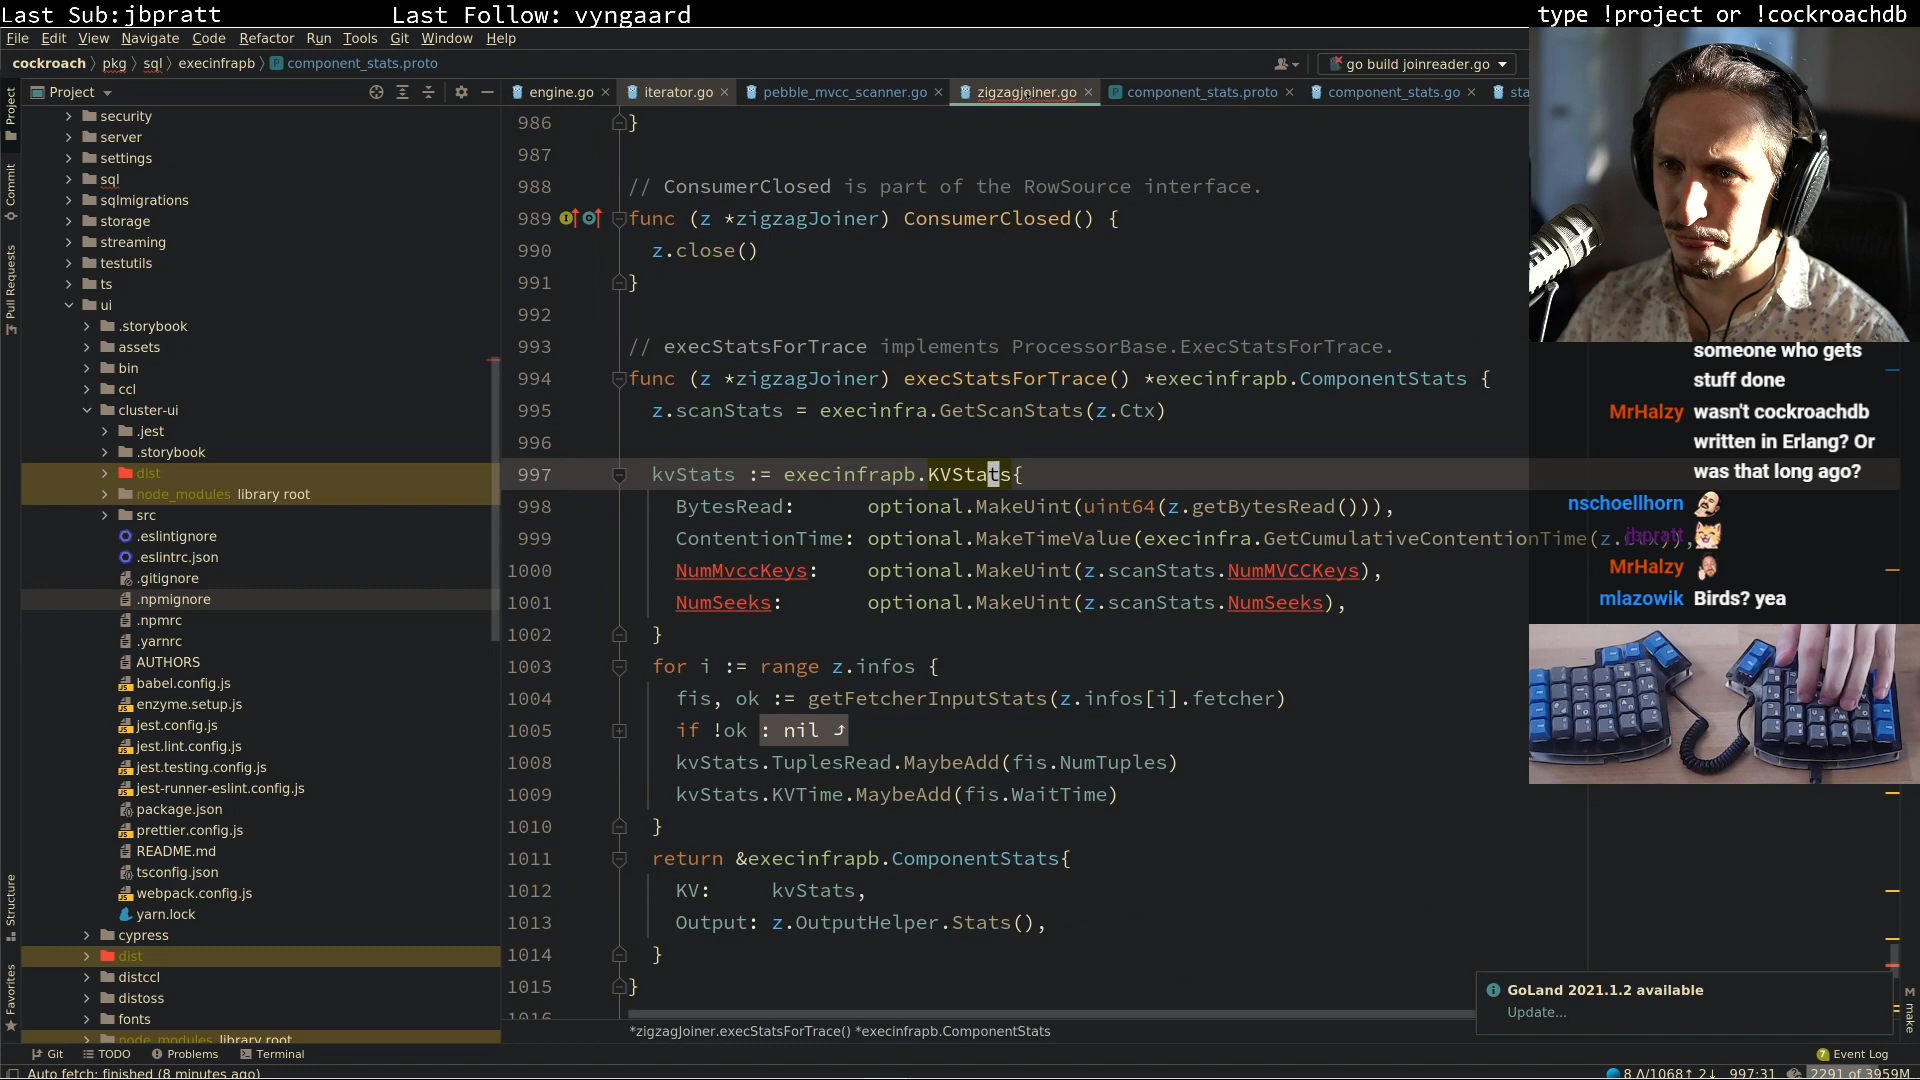 Last Sub:jbpratt
Last Follow: vyngaard
type !project or !cockroachdb
File Edit View Navigate Code Refactor Run Tools Git Window Help
cockroach pkg sql execinfrapb component_stats.proto
go build joinreader.go
Project
engine.go
iterator.go
pebble_mvcc_scanner.go
zigzagjoiner.go
component_stats.proto
component_stats.go
sta
Project
Commit
Pull Requests
Structure
Favorites
security
server
settings
sql
sqlmigrations
storage
streaming
testutils
ts
ui
.storybook
assets
bin
ccl
cluster-ui
.jest
.storybook
dist
node_modules library root
src
.eslintignore
.eslintrc.json
.gitignore
.npmignore
.npmrc
.yarnrc
AUTHORS
babel.config.js
enzyme.setup.js
jest.config.js
jest.lint.config.js
jest.testing.config.js
jest-runner-eslint.config.js
package.json
prettier.config.js
README.md
tsconfig.json
webpack.config.js
yarn.lock
cypress
dist
distccl
distoss
fonts
node_modules library root
986 }
987
988 // ConsumerClosed is part of the RowSource interface.
989 func (z *zigzagJoiner) ConsumerClosed() {
990 z.close()
991 }
992
993 // execStatsForTrace implements ProcessorBase.ExecStatsForTrace.
994 func (z *zigzagJoiner) execStatsForTrace() *execinfrapb.ComponentStats {
995 z.scanStats = execinfra.GetScanStats(z.Ctx)
996
997 kvStats := execinfrapb.KVStats{
998 BytesRead: optional.MakeUint(uint64(z.getBytesRead())),
999 ContentionTime: optional.MakeTimeValue(execinfra.GetCumulativeContentionTime(z.Ctx)),
1000 NumMvccKeys: optional.MakeUint(z.scanStats.NumMVCCKeys),
1001 NumSeeks: optional.MakeUint(z.scanStats.NumSeeks),
1002 }
1003 for i := range z.infos {
1004 fis, ok := getFetcherInputStats(z.infos[i].fetcher)
1005 if !ok : nil
1008 kvStats.TuplesRead.MaybeAdd(fis.NumTuples)
1009 kvStats.KVTime.MaybeAdd(fis.WaitTime)
1010 }
1011 return &execinfrapb.ComponentStats{
1012 KV: kvStats,
1013 Output: z.OutputHelper.Stats(),
1014 }
1015 }
1016
*zigzagJoiner.execStatsForTrace() *execinfrapb.ComponentStats
someone who gets
stuff done
MrHalzy wasn't cockroachdb
written in Erlang? Or
was that long ago?
nschoellhorn
jbpratt
MrHalzy
mlazowik Birds? yea
GoLand 2021.1.2 available
Update...
make
Git TODO Problems Terminal
7 Event Log
Auto fetch: finished (8 minutes ago)
997:31
2291 of 3959M